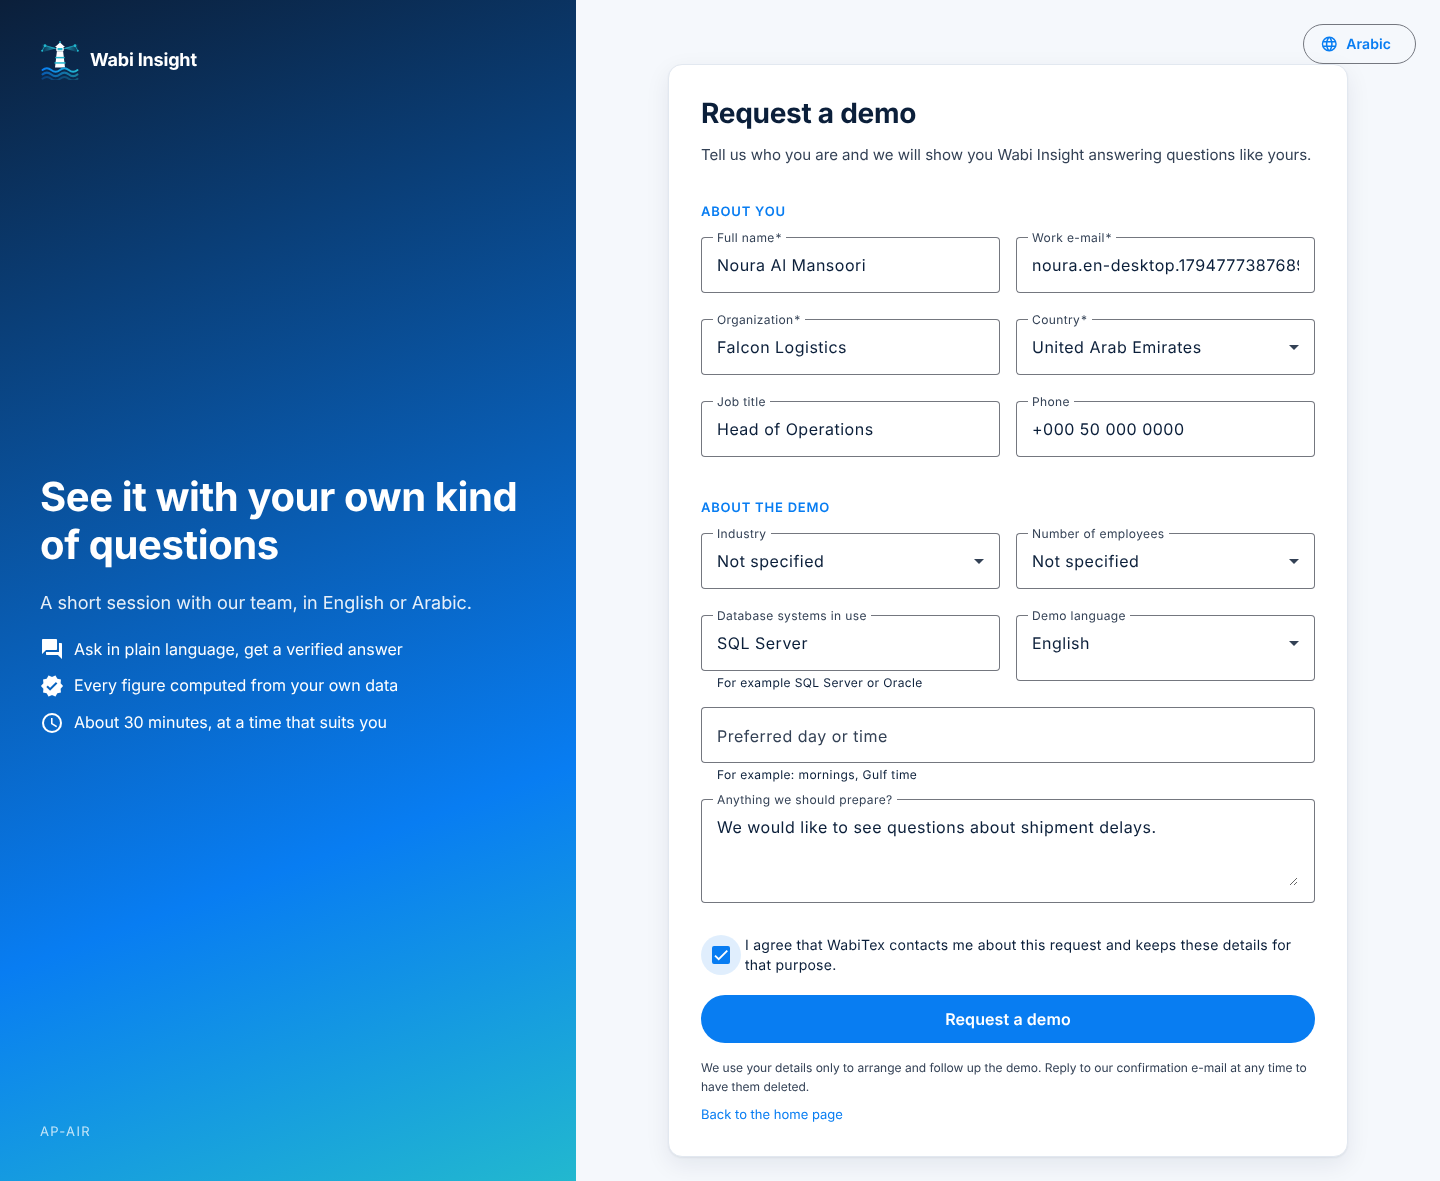 Wabi Insight
See it with your own kind
of questions
A short session with our team, in English or Arabic.
Ask in plain language, get a verified answer
Every figure computed from your own data
About 30 minutes, at a time that suits you
AP-AIR
Arabic
Request a demo
Tell us who you are and we will show you Wabi Insight answering questions like yours.
ABOUT YOU
Full name*
Noura Al Mansoori
Work e-mail*
noura.en-desktop.1794777387689
Organization*
Falcon Logistics
Country*
United Arab Emirates
Job title
Head of Operations
Phone
+000 50 000 0000
ABOUT THE DEMO
Industry
Not specified
Number of employees
Not specified
Database systems in use
SQL Server
For example SQL Server or Oracle
Demo language
English
Preferred day or time
For example: mornings, Gulf time
Anything we should prepare?
We would like to see questions about shipment delays.
I agree that WabiTex contacts me about this request and keeps these details for
that purpose.
Request a demo
We use your details only to arrange and follow up the demo. Reply to our confirmation e-mail at any time to
have them deleted.
Back to the home page